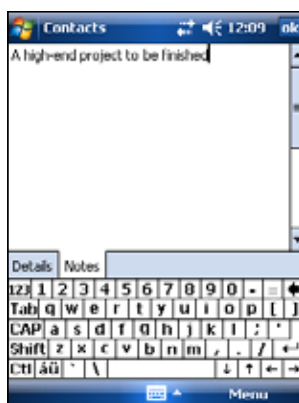 Contacts 12:09 ok
A high-end project to be finished
Details Notes
123 1 2 3 4 5 6 7 8 9 0 - =
Tab q w e r t y u i o p [ ]
CAP a s d f g h j k l ; '
Shift z x c v b n m , . /
Ctl áü ` \
Menu